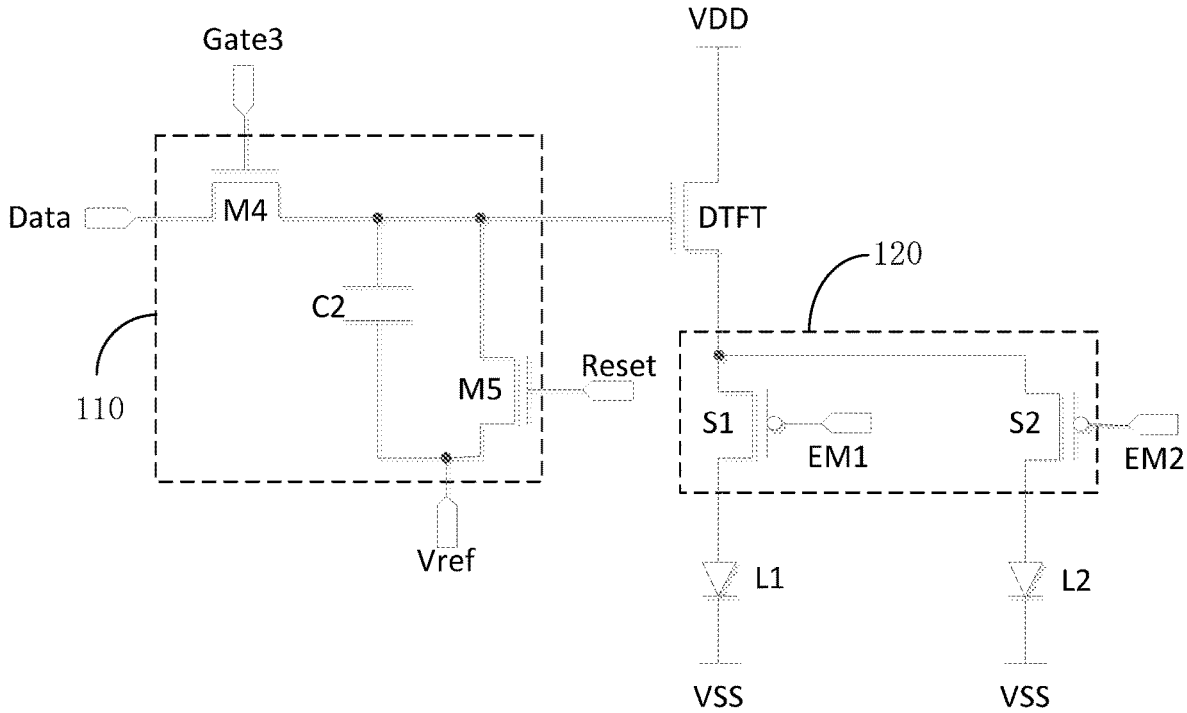 VDD
Gate3
Data
M4
DTFT
120
C2
Reset
M5
110
S1
S2
EM1
EM2
Vref
L1
L2
VSS
VSS